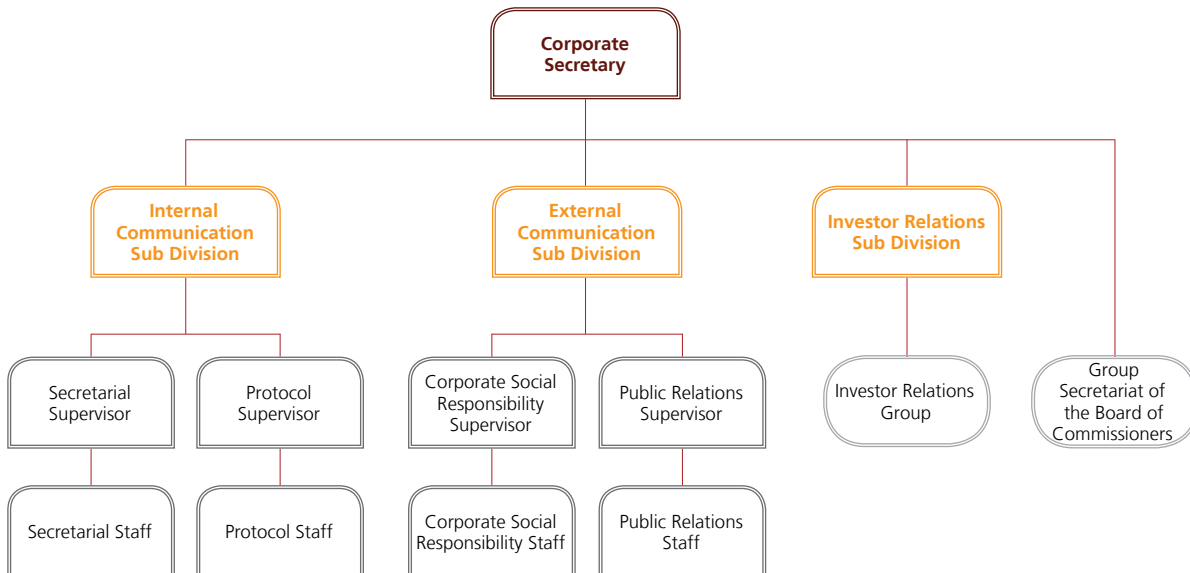 Corporate
Secretary
Internal
Communication
Sub Division
External
Communication
Sub Division
Investor Relations
Sub Division
Secretarial
Supervisor
Protocol
Supervisor
Corporate Social
Responsibility
Supervisor
Public Relations
Supervisor
Investor Relations
Group
Group
Secretariat of
the Board of
Commissioners
Secretarial Staff
Protocol Staff
Corporate Social
Responsibility Staff
Public Relations
Staff